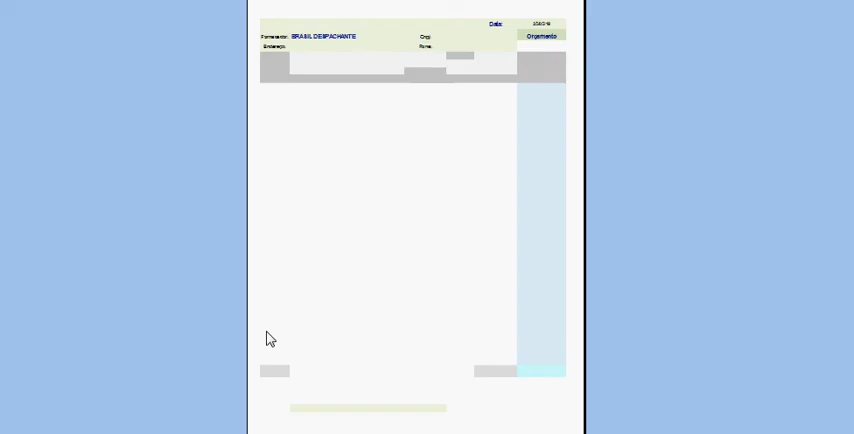 Data:
Fornecedor: BRASIL DESPACHANTE Cnpj: Orçamento
Endereço: Fone: